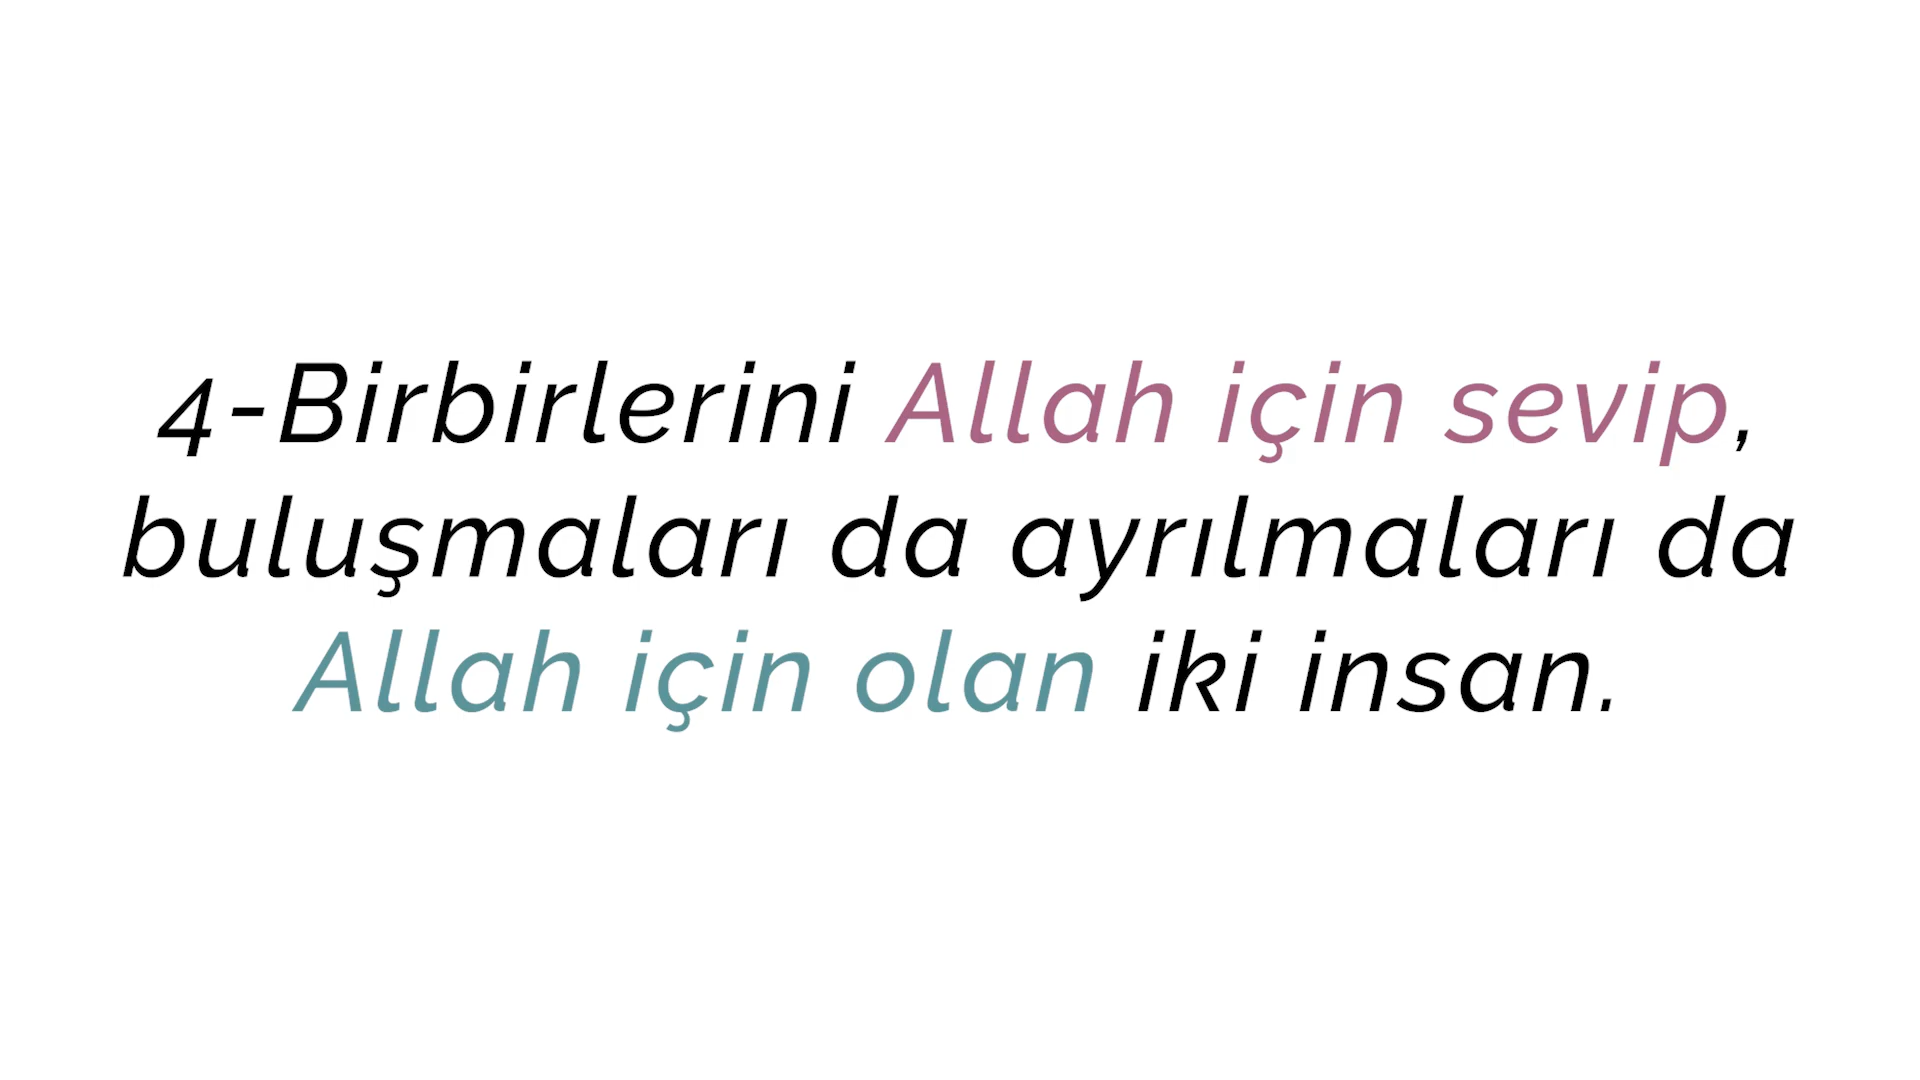 4-Birbirlerini Allah için sevip,
buluşmaları da ayrılmaları da
Allah için olan iki insan.